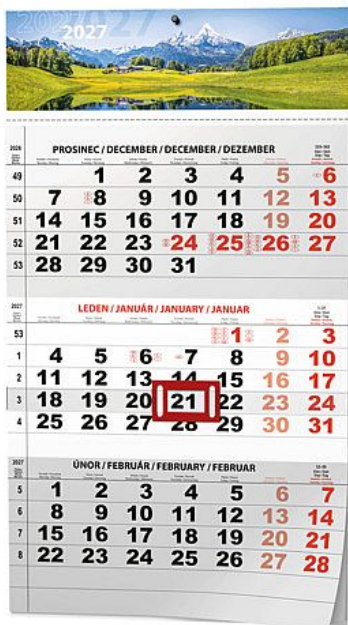 2027 2027
2027
2026 PROSINEC / DECEMBER / DECEMBER / DEZEMBER
49 1 2 3 4 5 6
50 7 8 9 10 11 12 13
51 14 15 16 17 18 19 20
52 21 22 23 24 25 26 27
53 28 29 30 31
2027 LEDEN / JANUÁR / JANUARY / JANUAR
53 1 2 3
1 4 5 6 7 8 9 10
2 11 12 13 14 15 16 17
3 18 19 20 21 22 23 24
4 25 26 27 28 29 30 31
2027 ÚNOR / FEBRUÁR / FEBRUARY / FEBRUAR
5 1 2 3 4 5 6 7
6 8 9 10 11 12 13 14
7 15 16 17 18 19 20 21
8 22 23 24 25 26 27 28